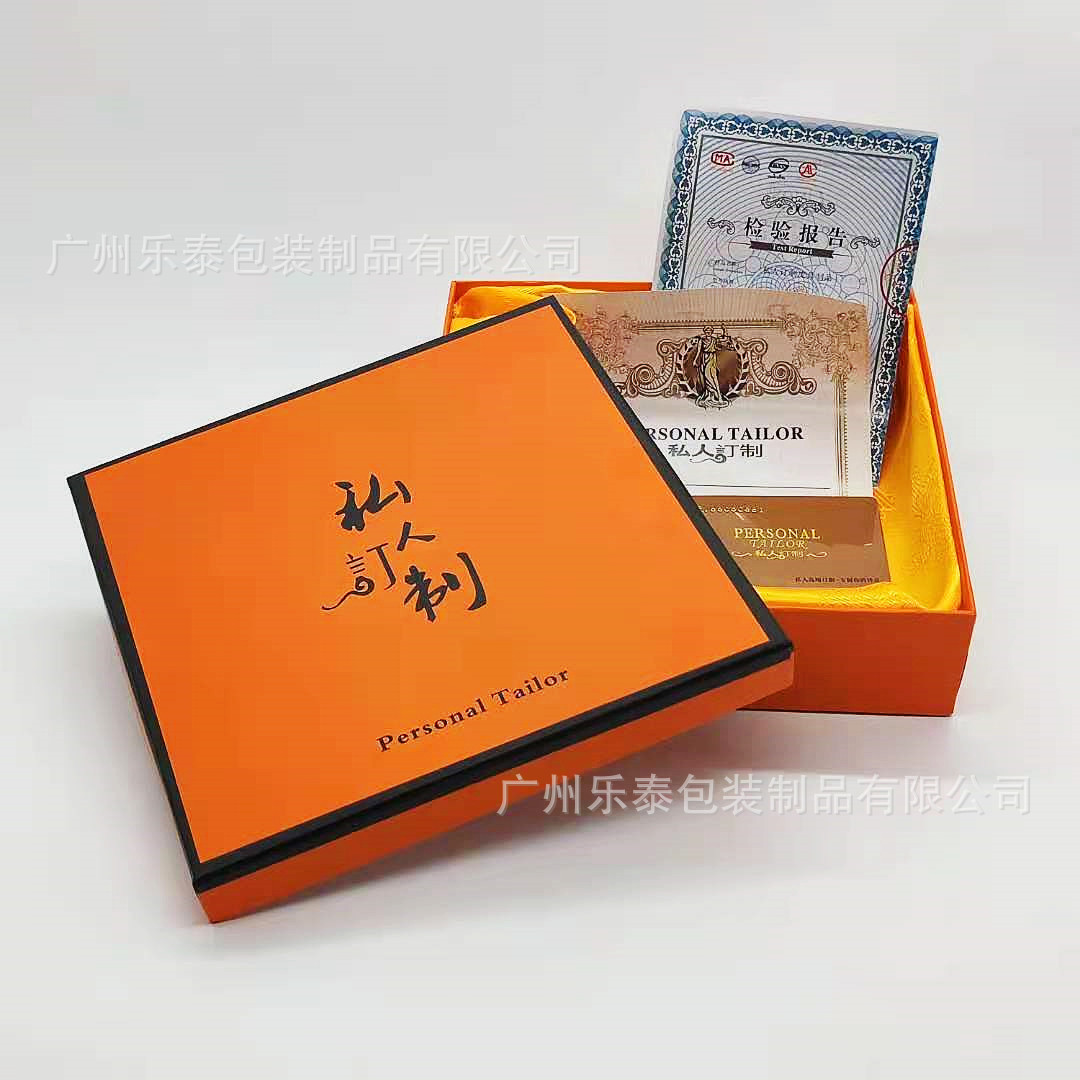 广州乐泰包装制品有限公司
MA
检验报告
Test Report
RSONAL TAILOR
私人訂制
PERSONAL
TAILOR
私人訂制
私
人
訂
制
Personal Tailor
广州乐泰包装制品有限公司